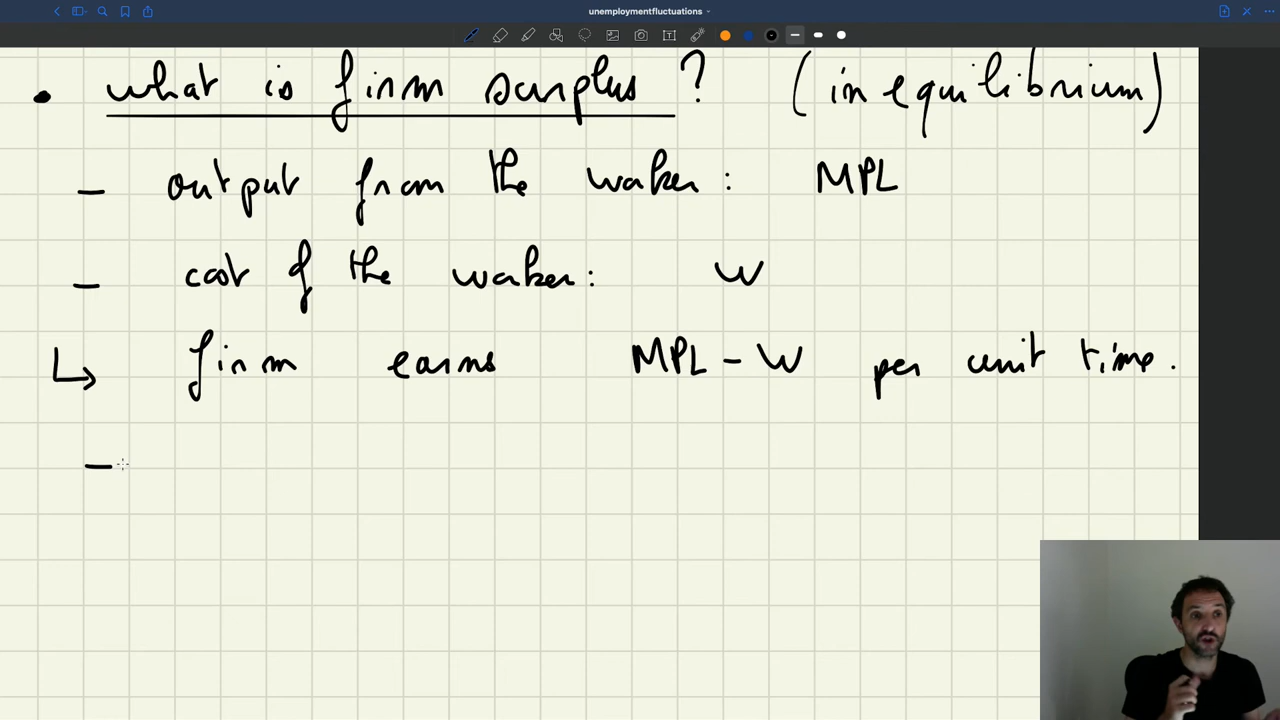 unemploymentfluctuations
• what is firm surplus ? (in equilibrium)
– output from the worker : MPL
– cost of the worker : W
↳ firm earns MPL – W per unit time.
–